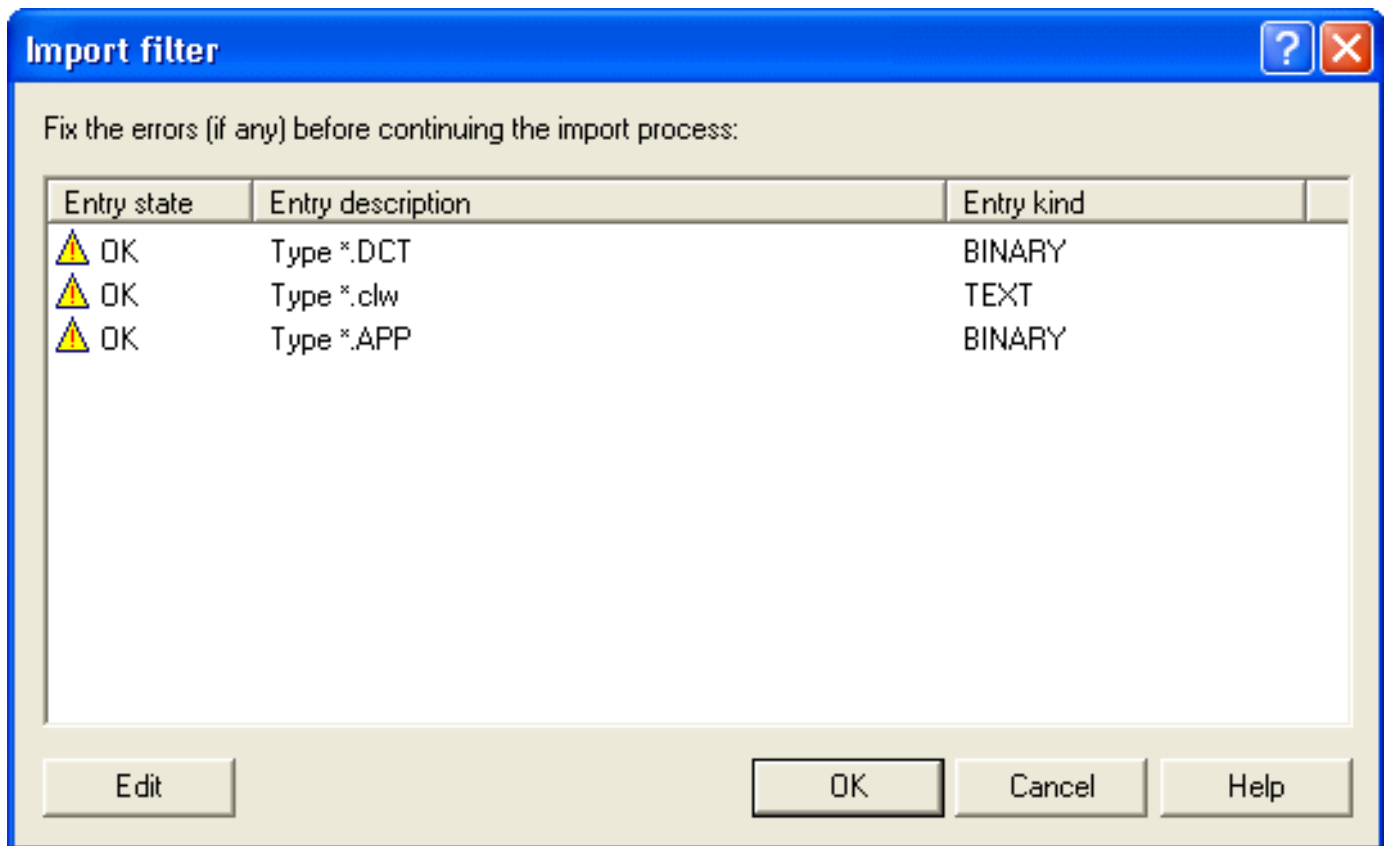 Import filter
Fix the errors (if any) before continuing the import process:
Entry state Entry description Entry kind
OK Type *.DCT BINARY
OK Type *.clw TEXT
OK Type *.APP BINARY
Edit OK Cancel Help